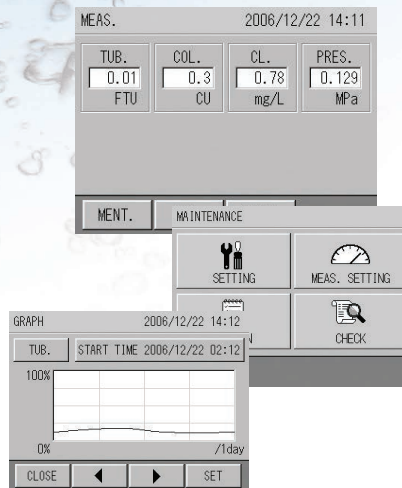 MEAS. 2006/12/22 14:11
TUB. COL. CL. PRES.
0.01 0.3 0.78 0.129
FTU CU mg/L MPa
MENT.
MAINTENANCE
SETTING MEAS. SETTING
CHECK
GRAPH 2006/12/22 14:12
TUB. START TIME 2006/12/22 02:12
100%
0% /1day
CLOSE SET